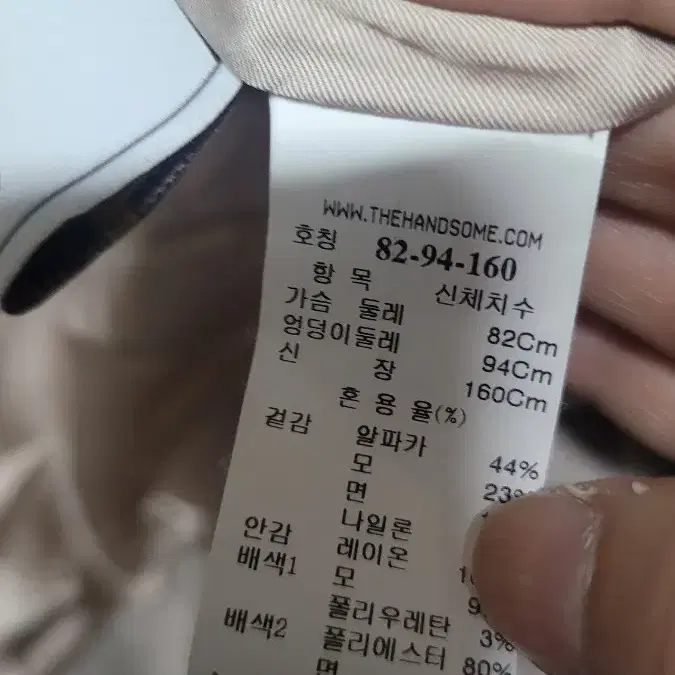 WWW.THEHANDSOME.COM
호칭 82-94-160
항 목 신체치수
가슴 둘레 82Cm
엉덩이둘레 94Cm
신 장 160Cm
혼 용 율(%)
겉감 알파카 44%
모
면
나일론
안감 레이온
배색1 모
폴리우레탄 3%
배색2 폴리에스터 80%
면